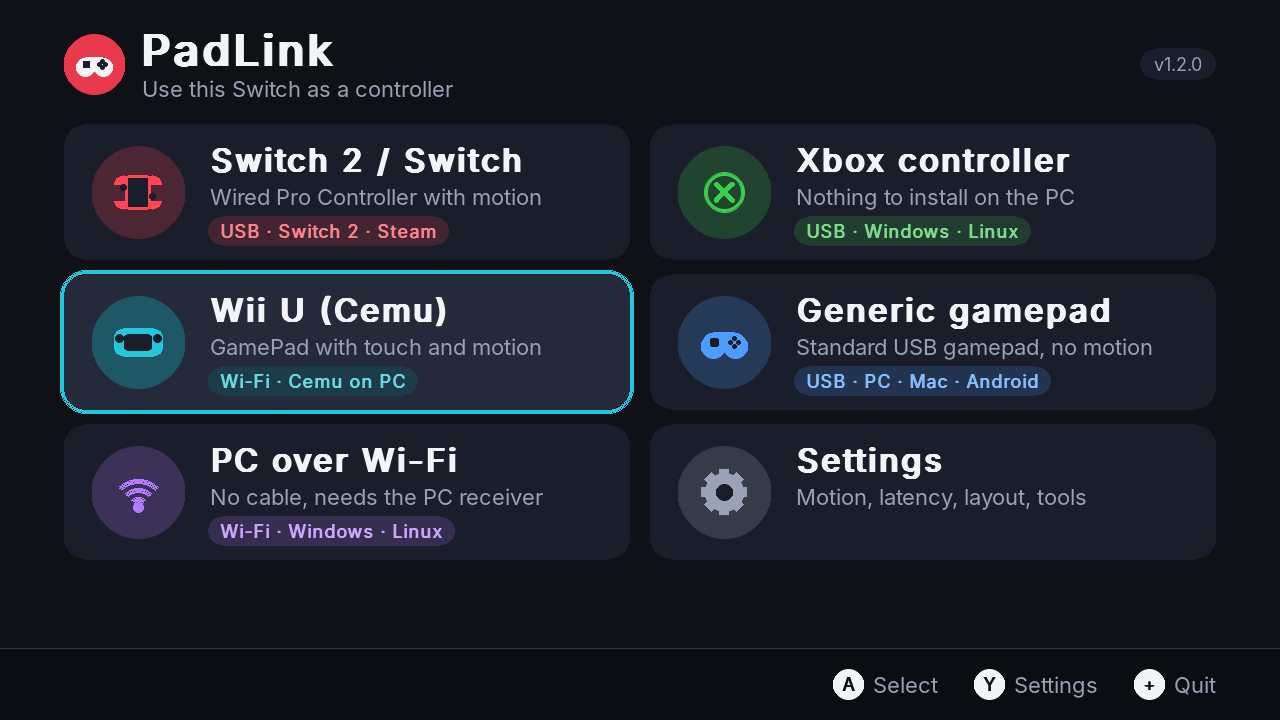 PadLink
Use this Switch as a controller
v1.2.0
Switch 2 / Switch
Wired Pro Controller with motion
USB · Switch 2 · Steam
Xbox controller
Nothing to install on the PC
USB · Windows · Linux
Wii U (Cemu)
GamePad with touch and motion
Wi-Fi · Cemu on PC
Generic gamepad
Standard USB gamepad, no motion
USB · PC · Mac · Android
PC over Wi-Fi
No cable, needs the PC receiver
Wi-Fi · Windows · Linux
Settings
Motion, latency, layout, tools
A Select Y Settings + Quit